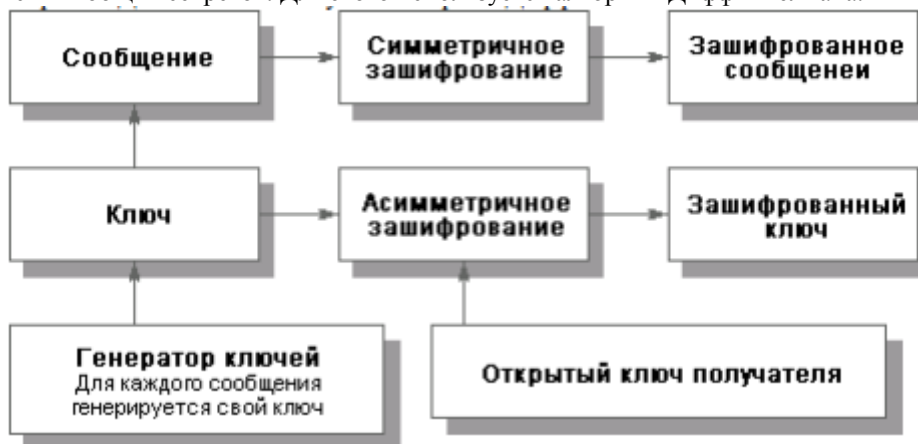 Сообщение
Симметричное
зашифрование
Зашифрованное
сообщенеи
Ключ
Асимметричное
зашифрование
Зашифрованный
ключ
Генератор ключей
Для каждого сообщения
генерируется свой ключ
Открытый ключ получателя